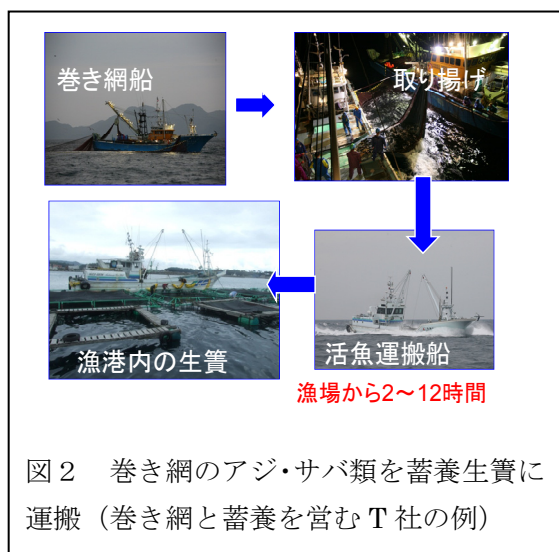 巻き網船
取り揚げ
活魚運搬船
漁場から2～12時間
漁港内の生簀
図２　巻き網のアジ・サバ類を蓄養生簀に
運搬（巻き網と蓄養を営む T 社の例）